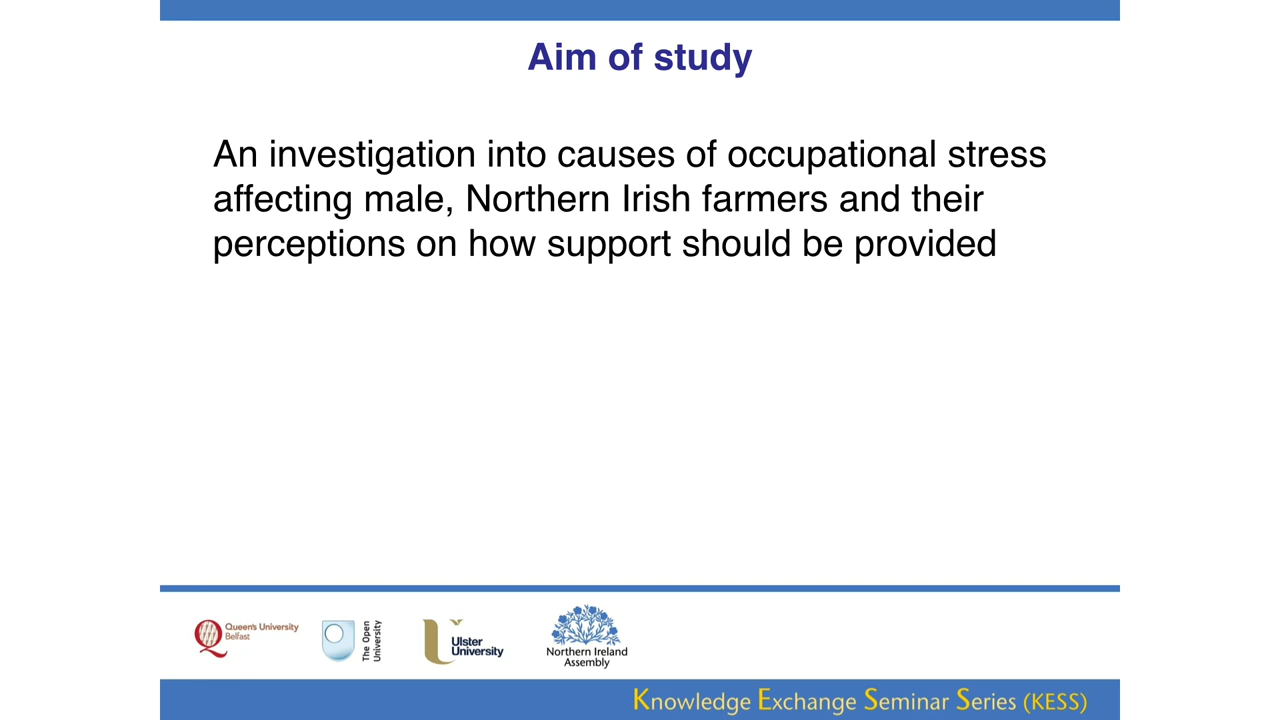 Aim of study
An investigation into causes of occupational stress
affecting male, Northern Irish farmers and their
perceptions on how support should be provided
Queen's University
Belfast
The Open
University
Ulster
University
Northern Ireland
Assembly
Knowledge Exchange Seminar Series (KESS)